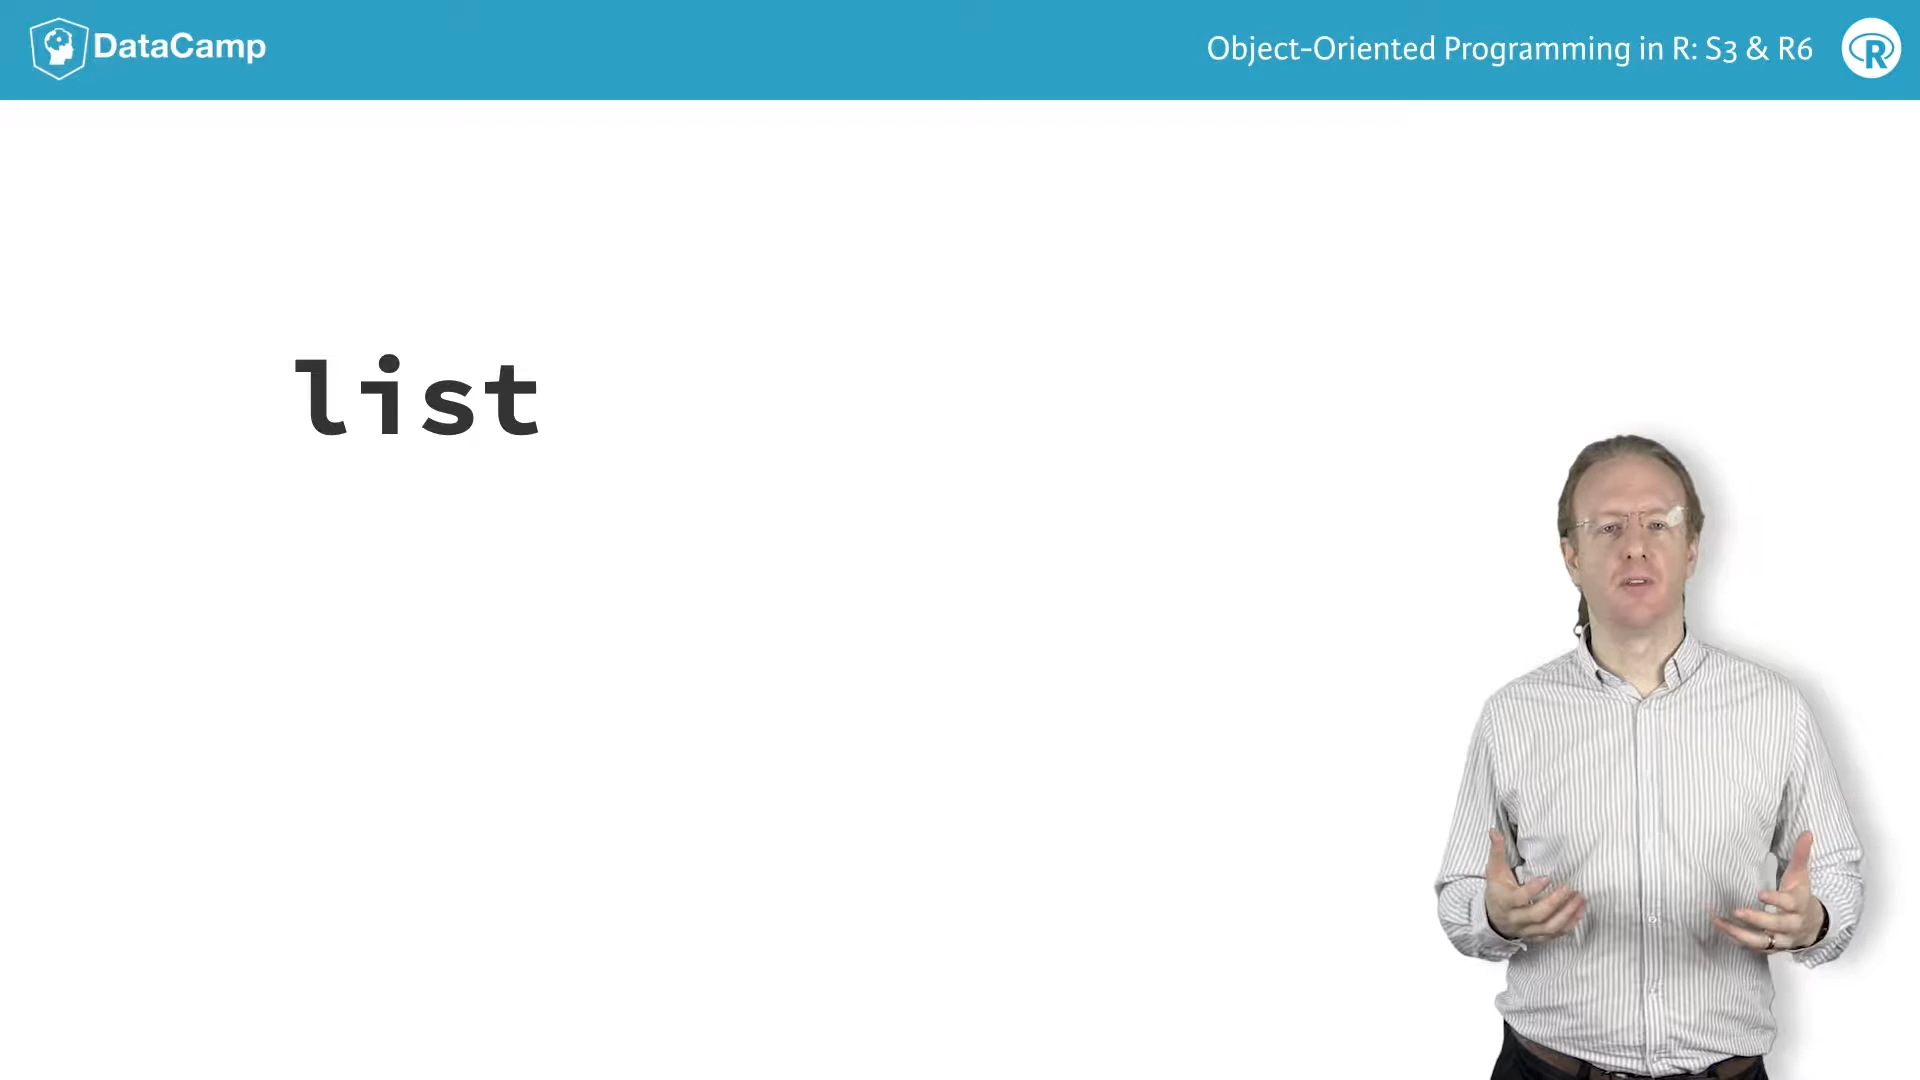 DataCamp
Object-Oriented Programming in R: S3 & R6
R
list